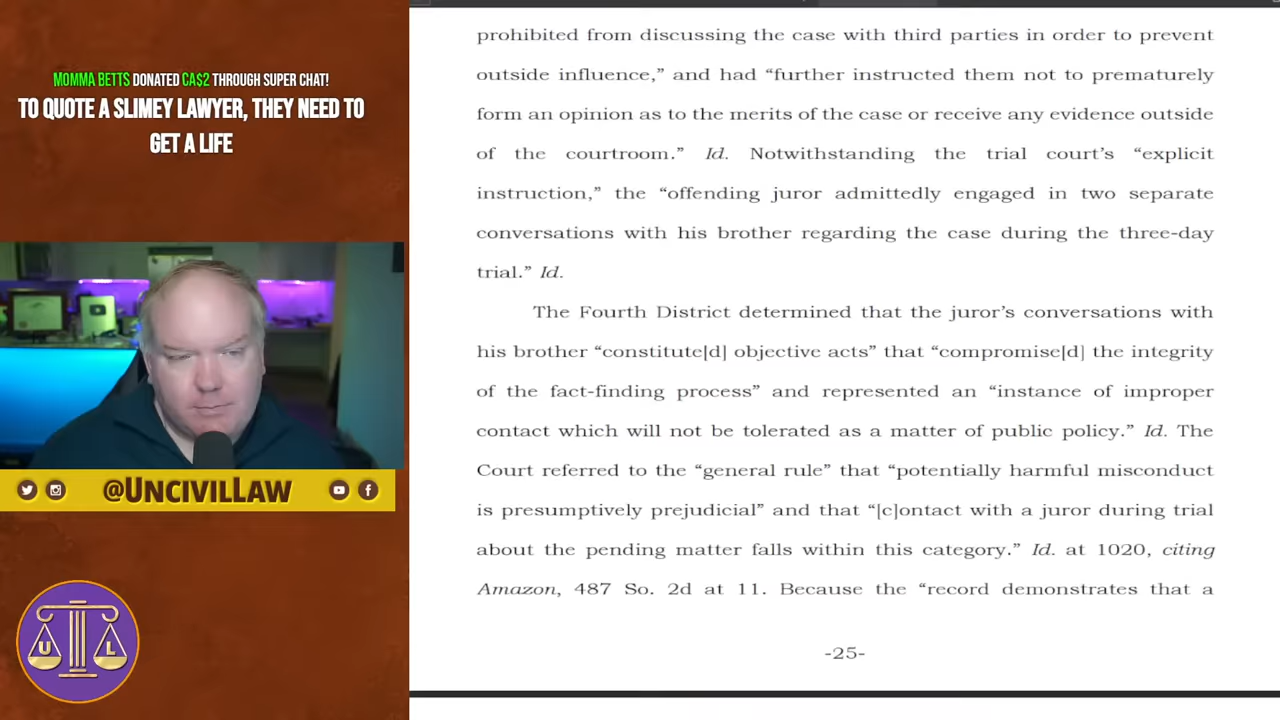 MOMMA BETTS DONATED CA$2 THROUGH SUPER CHAT!
TO QUOTE A SLIMEY LAWYER, THEY NEED TO
GET A LIFE
@UNCIVILLAW
U L
prohibited from discussing the case with third parties in order to prevent
outside influence,” and had “further instructed them not to prematurely
form an opinion as to the merits of the case or receive any evidence outside
of the courtroom.” Id. Notwithstanding the trial court’s “explicit
instruction,” the “offending juror admittedly engaged in two separate
conversations with his brother regarding the case during the three-day
trial.” Id.
The Fourth District determined that the juror’s conversations with
his brother “constitute[d] objective acts” that “compromise[d] the integrity
of the fact-finding process” and represented an “instance of improper
contact which will not be tolerated as a matter of public policy.” Id. The
Court referred to the “general rule” that “potentially harmful misconduct
is presumptively prejudicial” and that “[c]ontact with a juror during trial
about the pending matter falls within this category.” Id. at 1020, citing
Amazon, 487 So. 2d at 11. Because the “record demonstrates that a
-25-